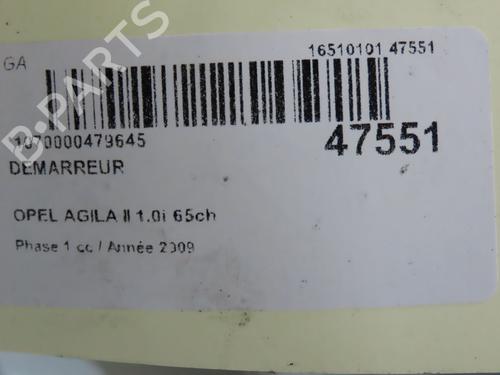 GA
16510101 47551
1070000479645
47551
DEMARREUR
OPEL AGILA II 1.0i 65ch
Phase 1 cc / Année 2009
B-PARTS